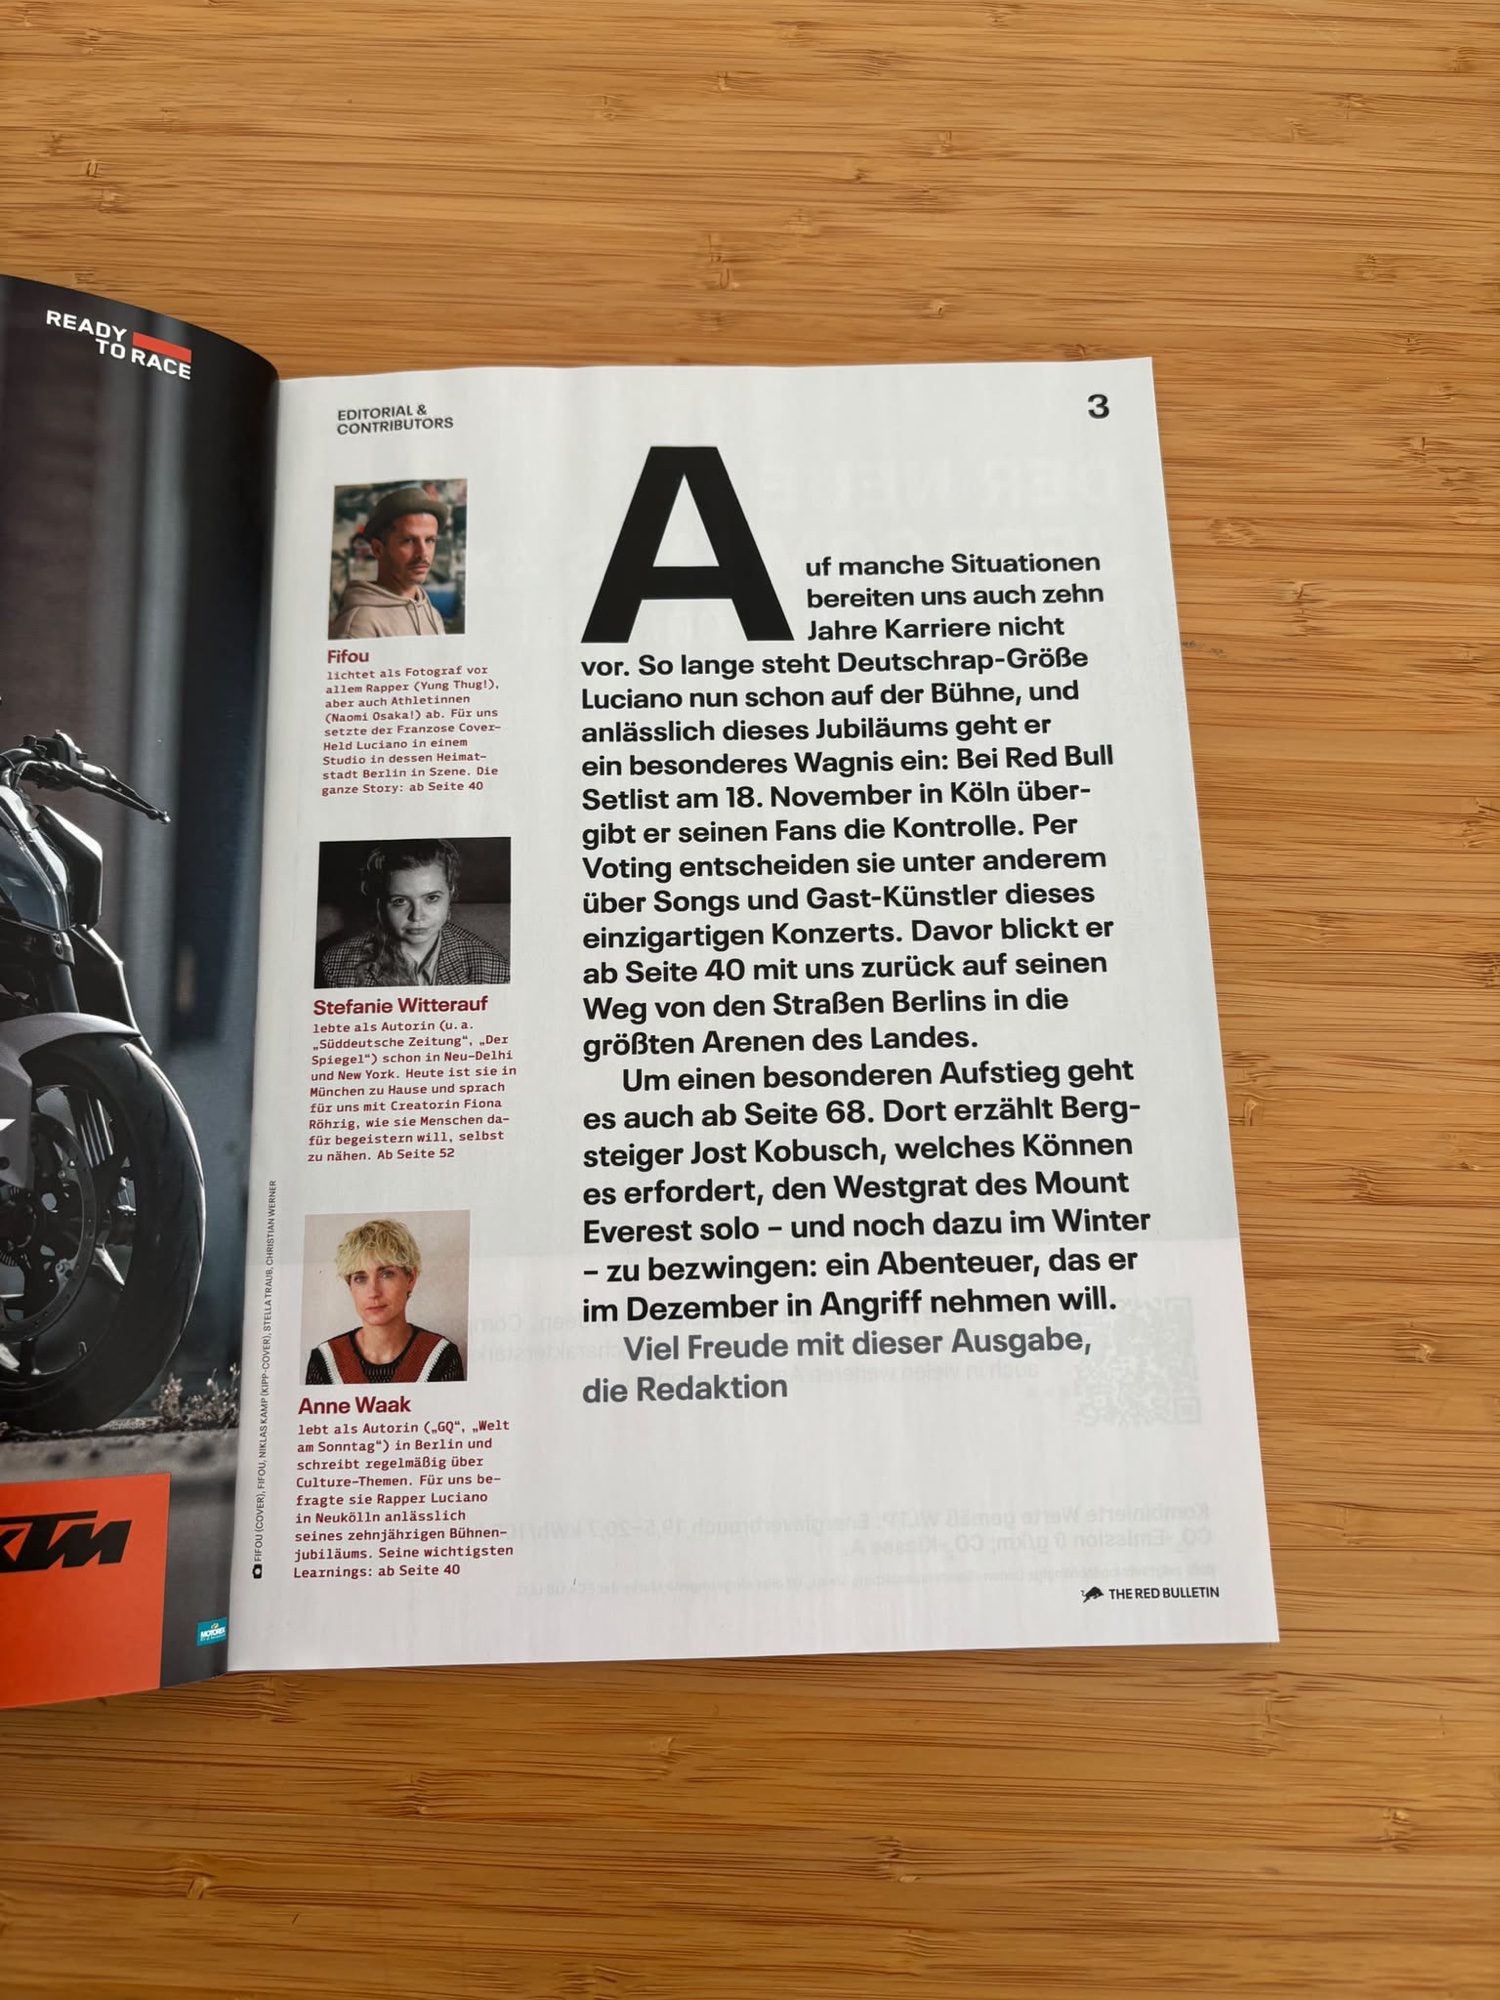 READY
TO RACE
KTM
MOTOREX
EDITORIAL &
CONTRIBUTORS
3
Fifou
lichtet als Fotograf vor
allem Rapper (Yung Thug!),
aber auch Athletinnen
(Naomi Osaka!) ab. Für uns
setzte der Franzose Cover-
Held Luciano in einem
Studio in dessen Heimat-
stadt Berlin in Szene. Die
ganze Story: ab Seite 40
Stefanie Witterauf
lebte als Autorin (u. a.
„Süddeutsche Zeitung“, „Der
Spiegel“) schon in Neu-Delhi
und New York. Heute ist sie in
München zu Hause und sprach
für uns mit Creatorin Fiona
Röhrig, wie sie Menschen da-
für begeistern will, selbst
zu nähen. Ab Seite 52
Anne Waak
lebt als Autorin („GQ“, „Welt
am Sonntag“) in Berlin und
schreibt regelmäßig über
Culture-Themen. Für uns be-
fragte sie Rapper Luciano
in Neukölln anlässlich
seines zehnjährigen Bühnen-
jubiläums. Seine wichtigsten
Learnings: ab Seite 40
FIFOU (COVER), FIFOU, NIKLAS KAMP (KIPP-COVER), STELLA TRAUB, CHRISTIAN WERNER
Auf manche Situationen
bereiten uns auch zehn
Jahre Karriere nicht
vor. So lange steht Deutschrap-Größe
Luciano nun schon auf der Bühne, und
anlässlich dieses Jubiläums geht er
ein besonderes Wagnis ein: Bei Red Bull
Setlist am 18. November in Köln über-
gibt er seinen Fans die Kontrolle. Per
Voting entscheiden sie unter anderem
über Songs und Gast-Künstler dieses
einzigartigen Konzerts. Davor blickt er
ab Seite 40 mit uns zurück auf seinen
Weg von den Straßen Berlins in die
größten Arenen des Landes.
Um einen besonderen Aufstieg geht
es auch ab Seite 68. Dort erzählt Berg-
steiger Jost Kobusch, welches Können
es erfordert, den Westgrat des Mount
Everest solo – und noch dazu im Winter
– zu bezwingen: ein Abenteuer, das er
im Dezember in Angriff nehmen will.
Viel Freude mit dieser Ausgabe,
die Redaktion
THE RED BULLETIN